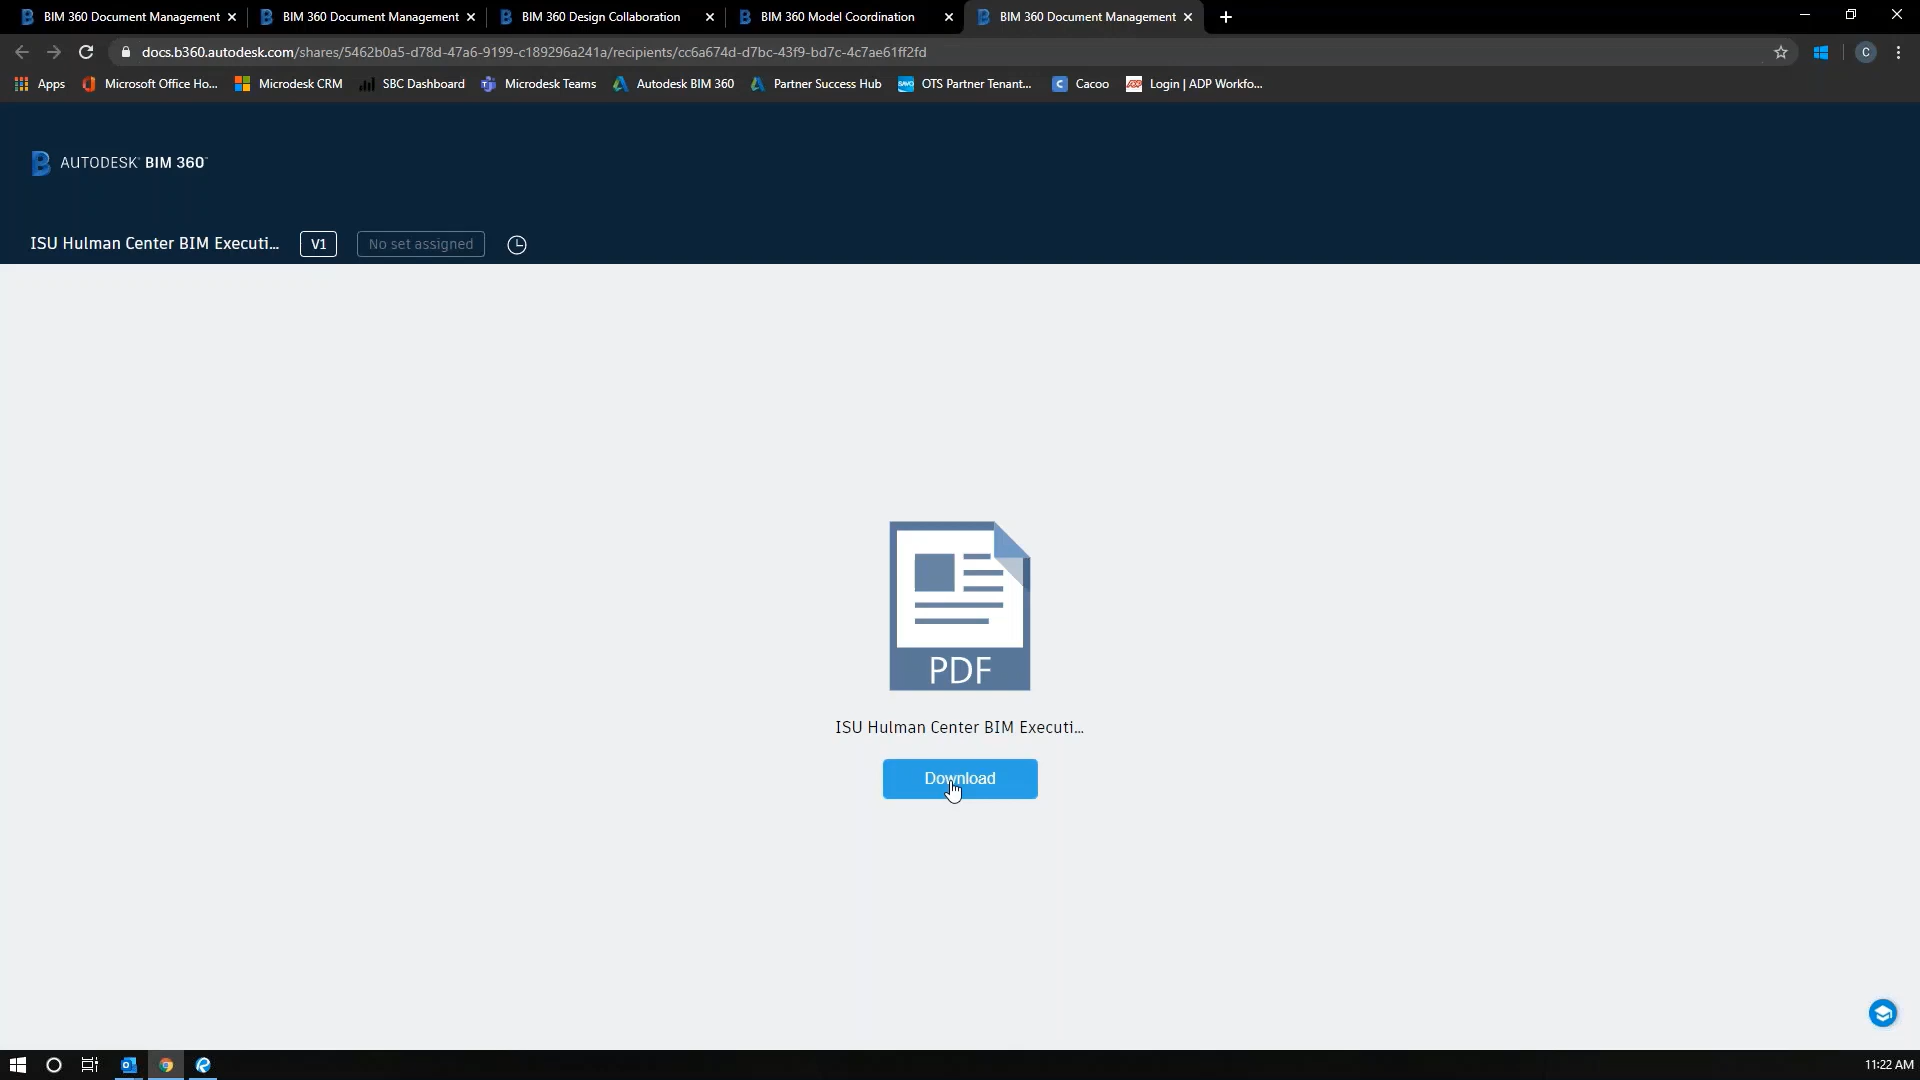 BIM 360 Document Management
BIM 360 Document Management
BIM 360 Design Collaboration
BIM 360 Model Coordination
BIM 360 Document Management
docs.b360.autodesk.com/shares/5462b0a5-d78d-47a6-9199-c189296a241a/recipients/cc6a674d-d7bc-43f9-bd7c-4c7ae61ff2fd
C
Apps
Microsoft Office Ho...
Microdesk CRM
SBC Dashboard
Microdesk Teams
Autodesk BIM 360
Partner Success Hub
OTS Partner Tenant...
Cacoo
Login | ADP Workfo...
AUTODESK BIM 360
ISU Hulman Center BIM Executi...
V1
No set assigned
PDF
ISU Hulman Center BIM Executi...
Download
11:22 AM